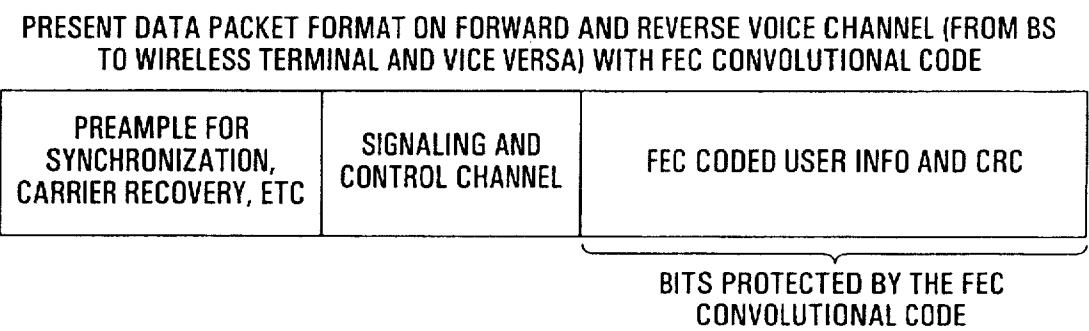 PRESENT DATA PACKET FORMAT ON FORWARD AND REVERSE VOICE CHANNEL (FROM BS
TO WIRELESS TERMINAL AND VICE VERSA) WITH FEC CONVOLUTIONAL CODE
PREAMPLE FOR
SYNCHRONIZATION,
CARRIER RECOVERY, ETC
SIGNALING AND
CONTROL CHANNEL
FEC CODED USER INFO AND CRC
BITS PROTECTED BY THE FEC
CONVOLUTIONAL CODE